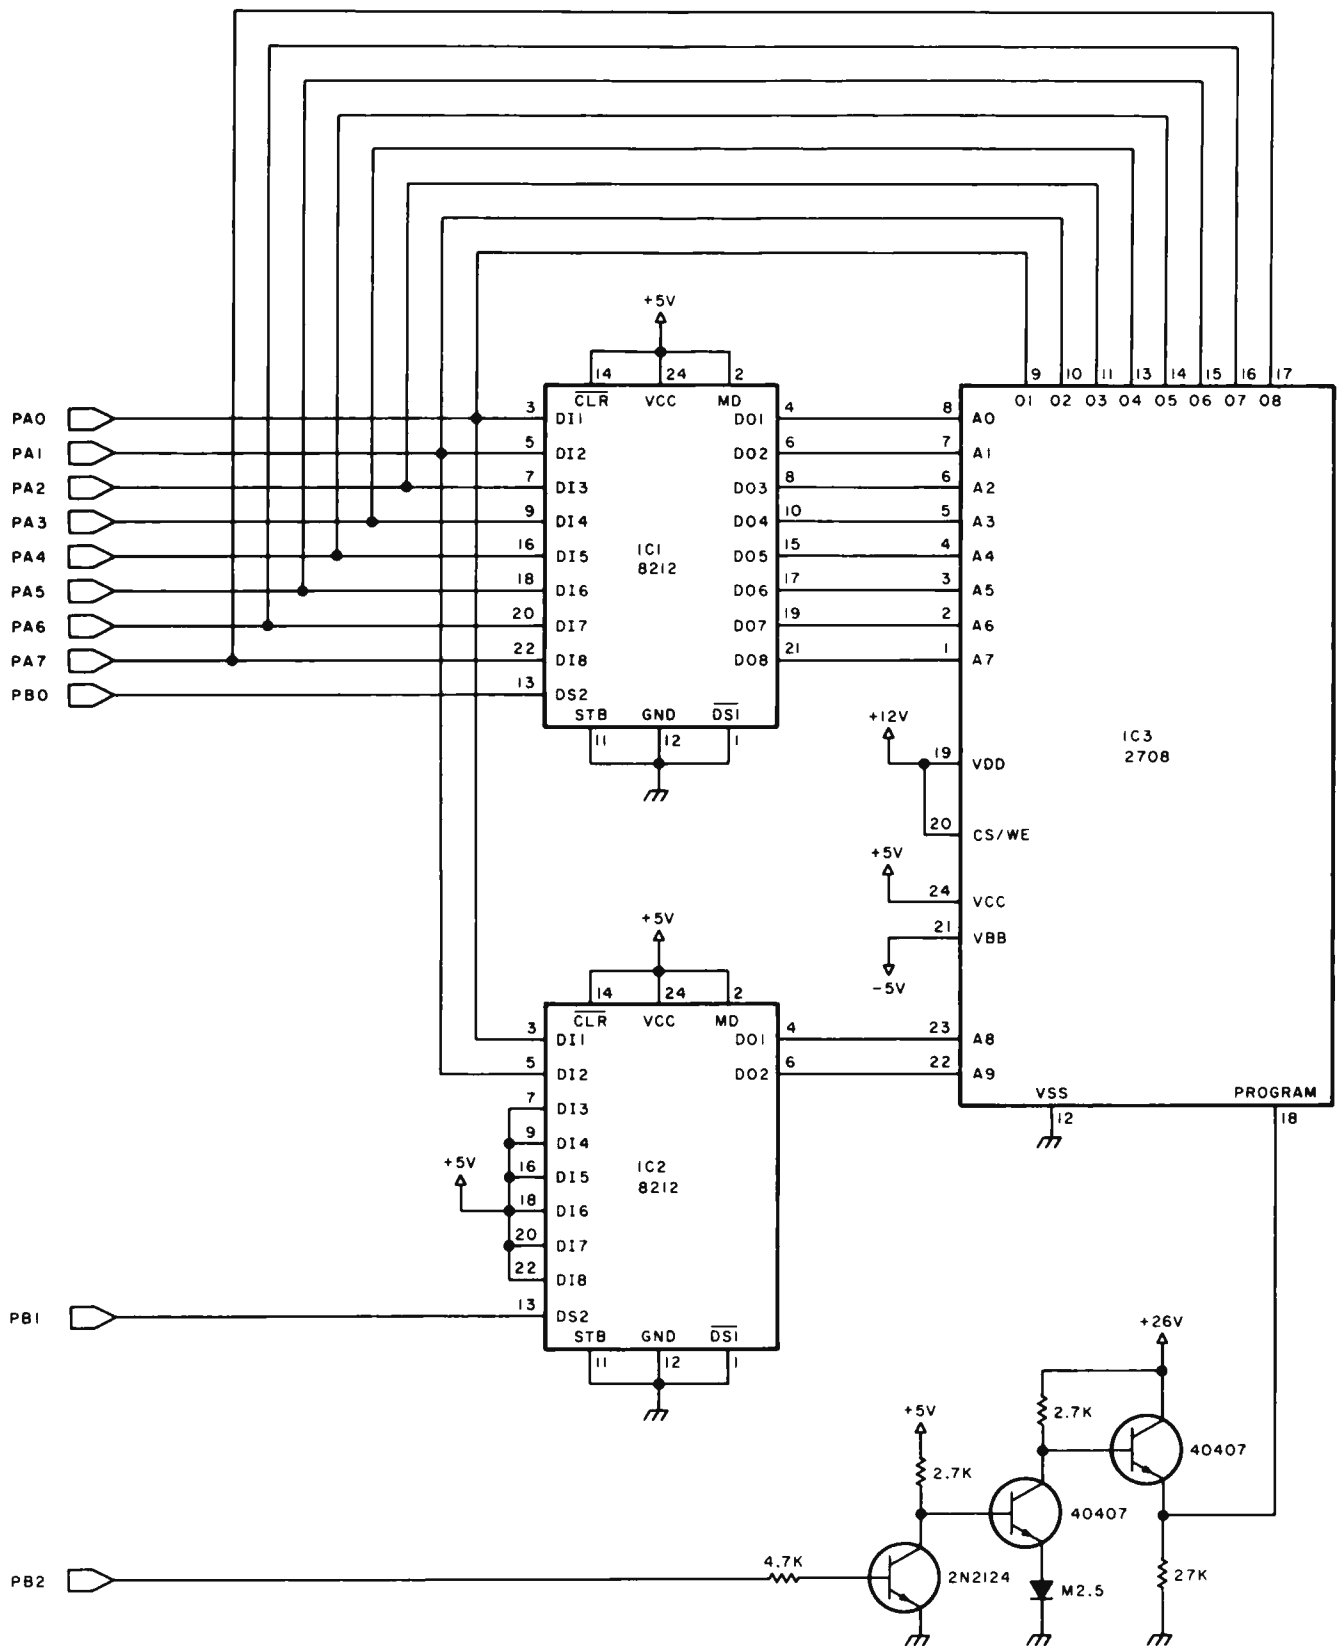 +5V
14 24 2
CLR VCC MD
9 10 11 13 14 15 16 17
O1 O2 O3 O4 O5 O6 O7 O8
PA0 3 DI1 DO1 4 8 A0
PA1 5 DI2 DO2 6 7 A1
PA2 7 DI3 DO3 8 6 A2
PA3 9 DI4 DO4 10 5 A3
PA4 16 DI5 DO5 15 4 A4
PA5 18 DI6 DO6 17 3 A5
PA6 20 DI7 DO7 19 2 A6
PA7 22 DI8 DO8 21 1 A7
IC1
8212
PB0 13 DS2
STB GND DS1
11 12 1
IC3
2708
+12V
19 VDD
20 CS/WE
+5V
24 VCC
21 VBB
-5V
+5V
14 24 2
CLR VCC MD
3 DI1 DO1 4 23 A8
5 DI2 DO2 6 22 A9
7 DI3
9 DI4
16 DI5
18 DI6
20 DI7
22 DI8
+5V
IC2
8212
VSS
12
PROGRAM
18
PB1 13 DS2
STB GND DS1
11 12 1
+26V
+5V
2.7K
2.7K
40407
40407
PB2
4.7K
2N2124
M2.5
27K